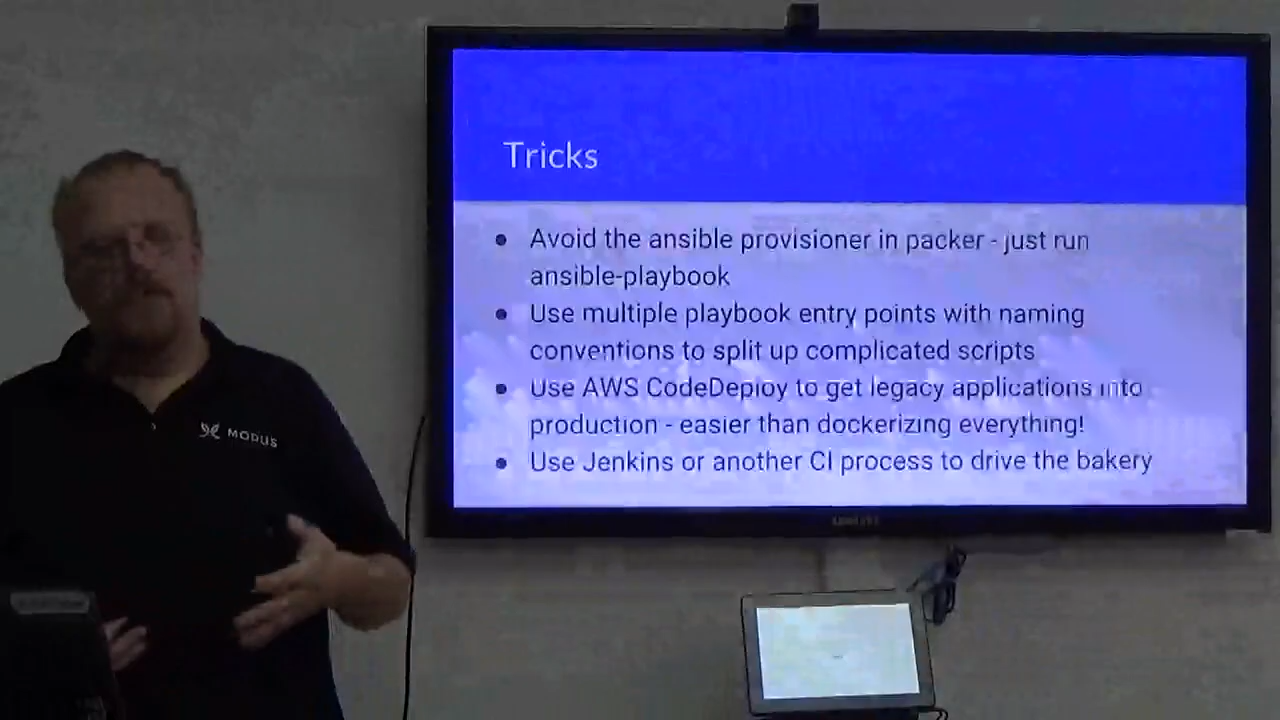 Tricks
● Avoid the ansible provisioner in packer - just run
ansible-playbook
● Use multiple playbook entry points with naming
conventions to split up complicated scripts
● Use AWS CodeDeploy to get legacy applications into
production - easier than dockerizing everything!
● Use Jenkins or another CI process to drive the bakery
MODUS
SAMSUNG